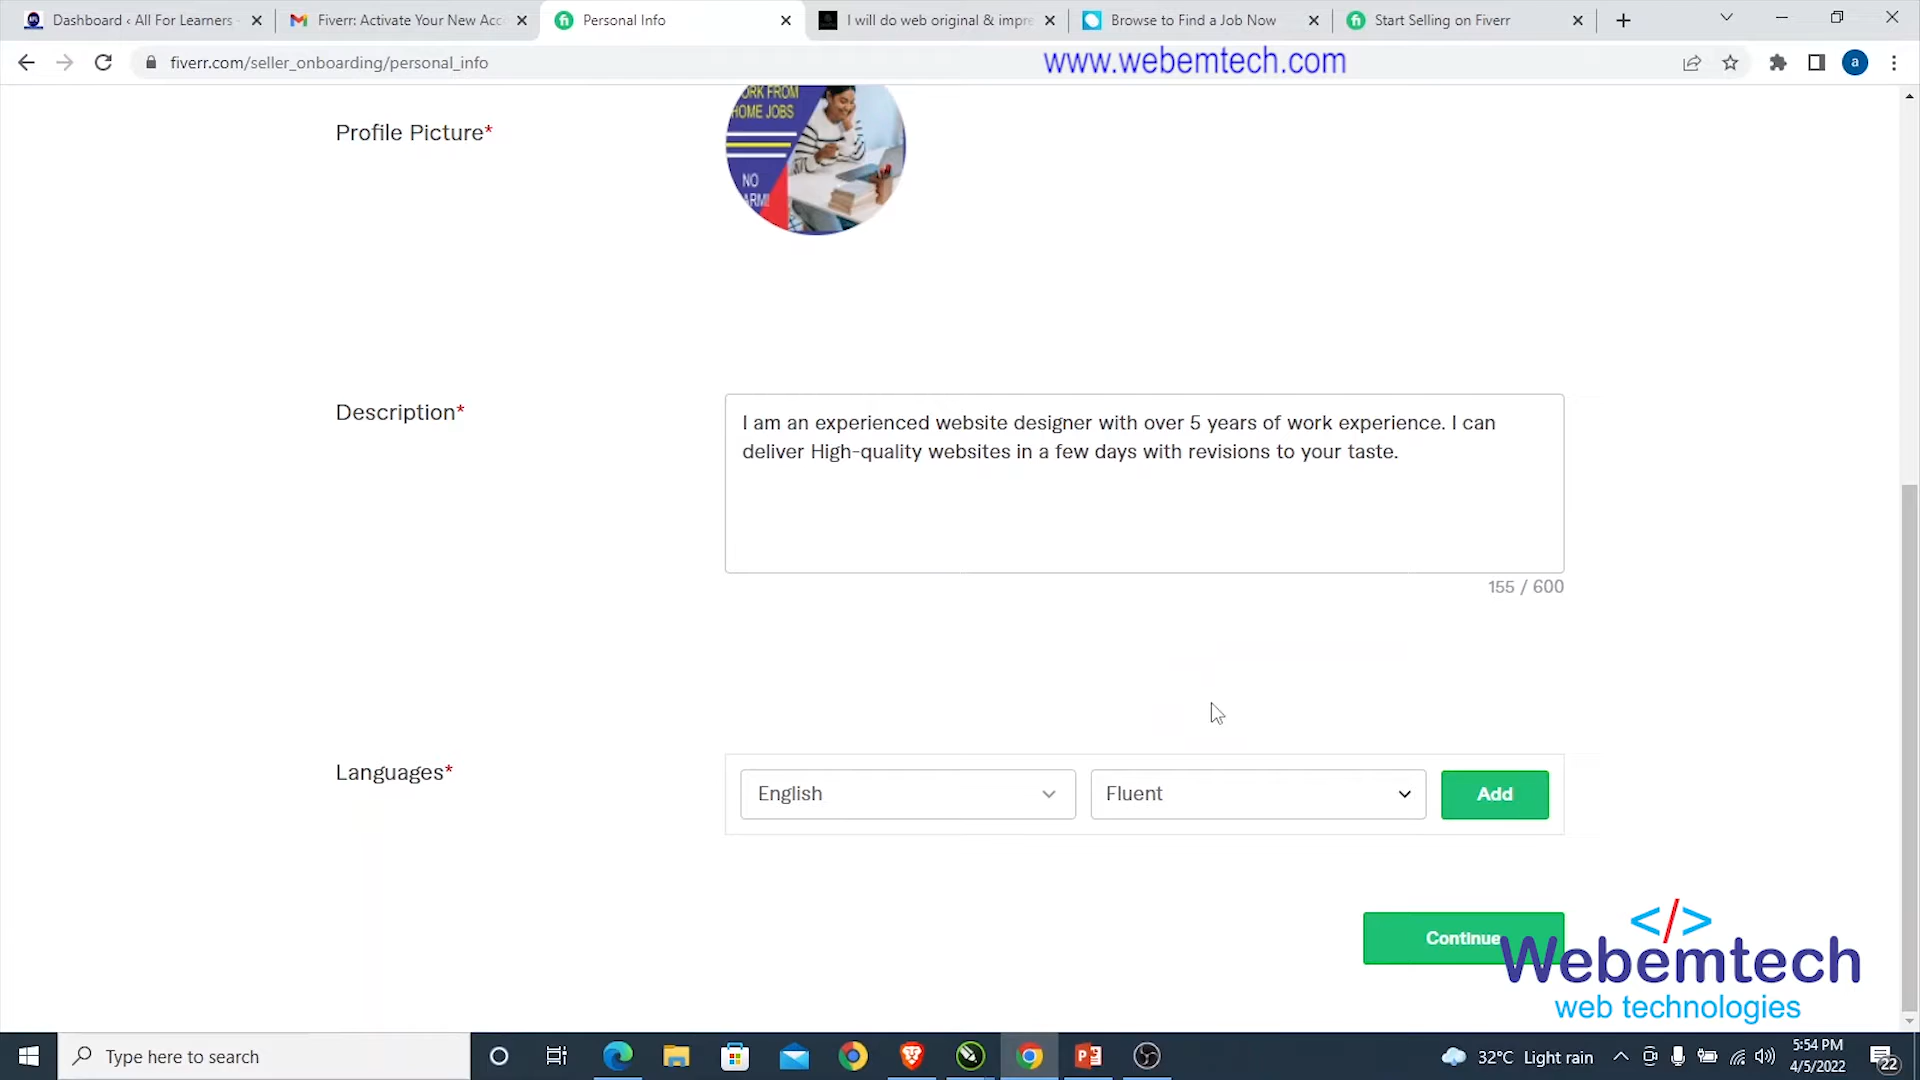 Dashboard ‹ All For Learners
Fiverr: Activate Your New Acc
Personal Info
I will do web original & impre
Browse to Find a Job Now
Start Selling on Fiverr
fiverr.com/seller_onboarding/personal_info
www.webemtech.com
a
Profile Picture*
HOME JOBS
NO
Description*
I am an experienced website designer with over 5 years of work experience. I can
deliver High-quality websites in a few days with revisions to your taste.
155 / 600
Languages*
English
Fluent
Add
Continue
</>
Webemtech
web technologies
Type here to search
32°C Light rain
5:54 PM
4/5/2022
22